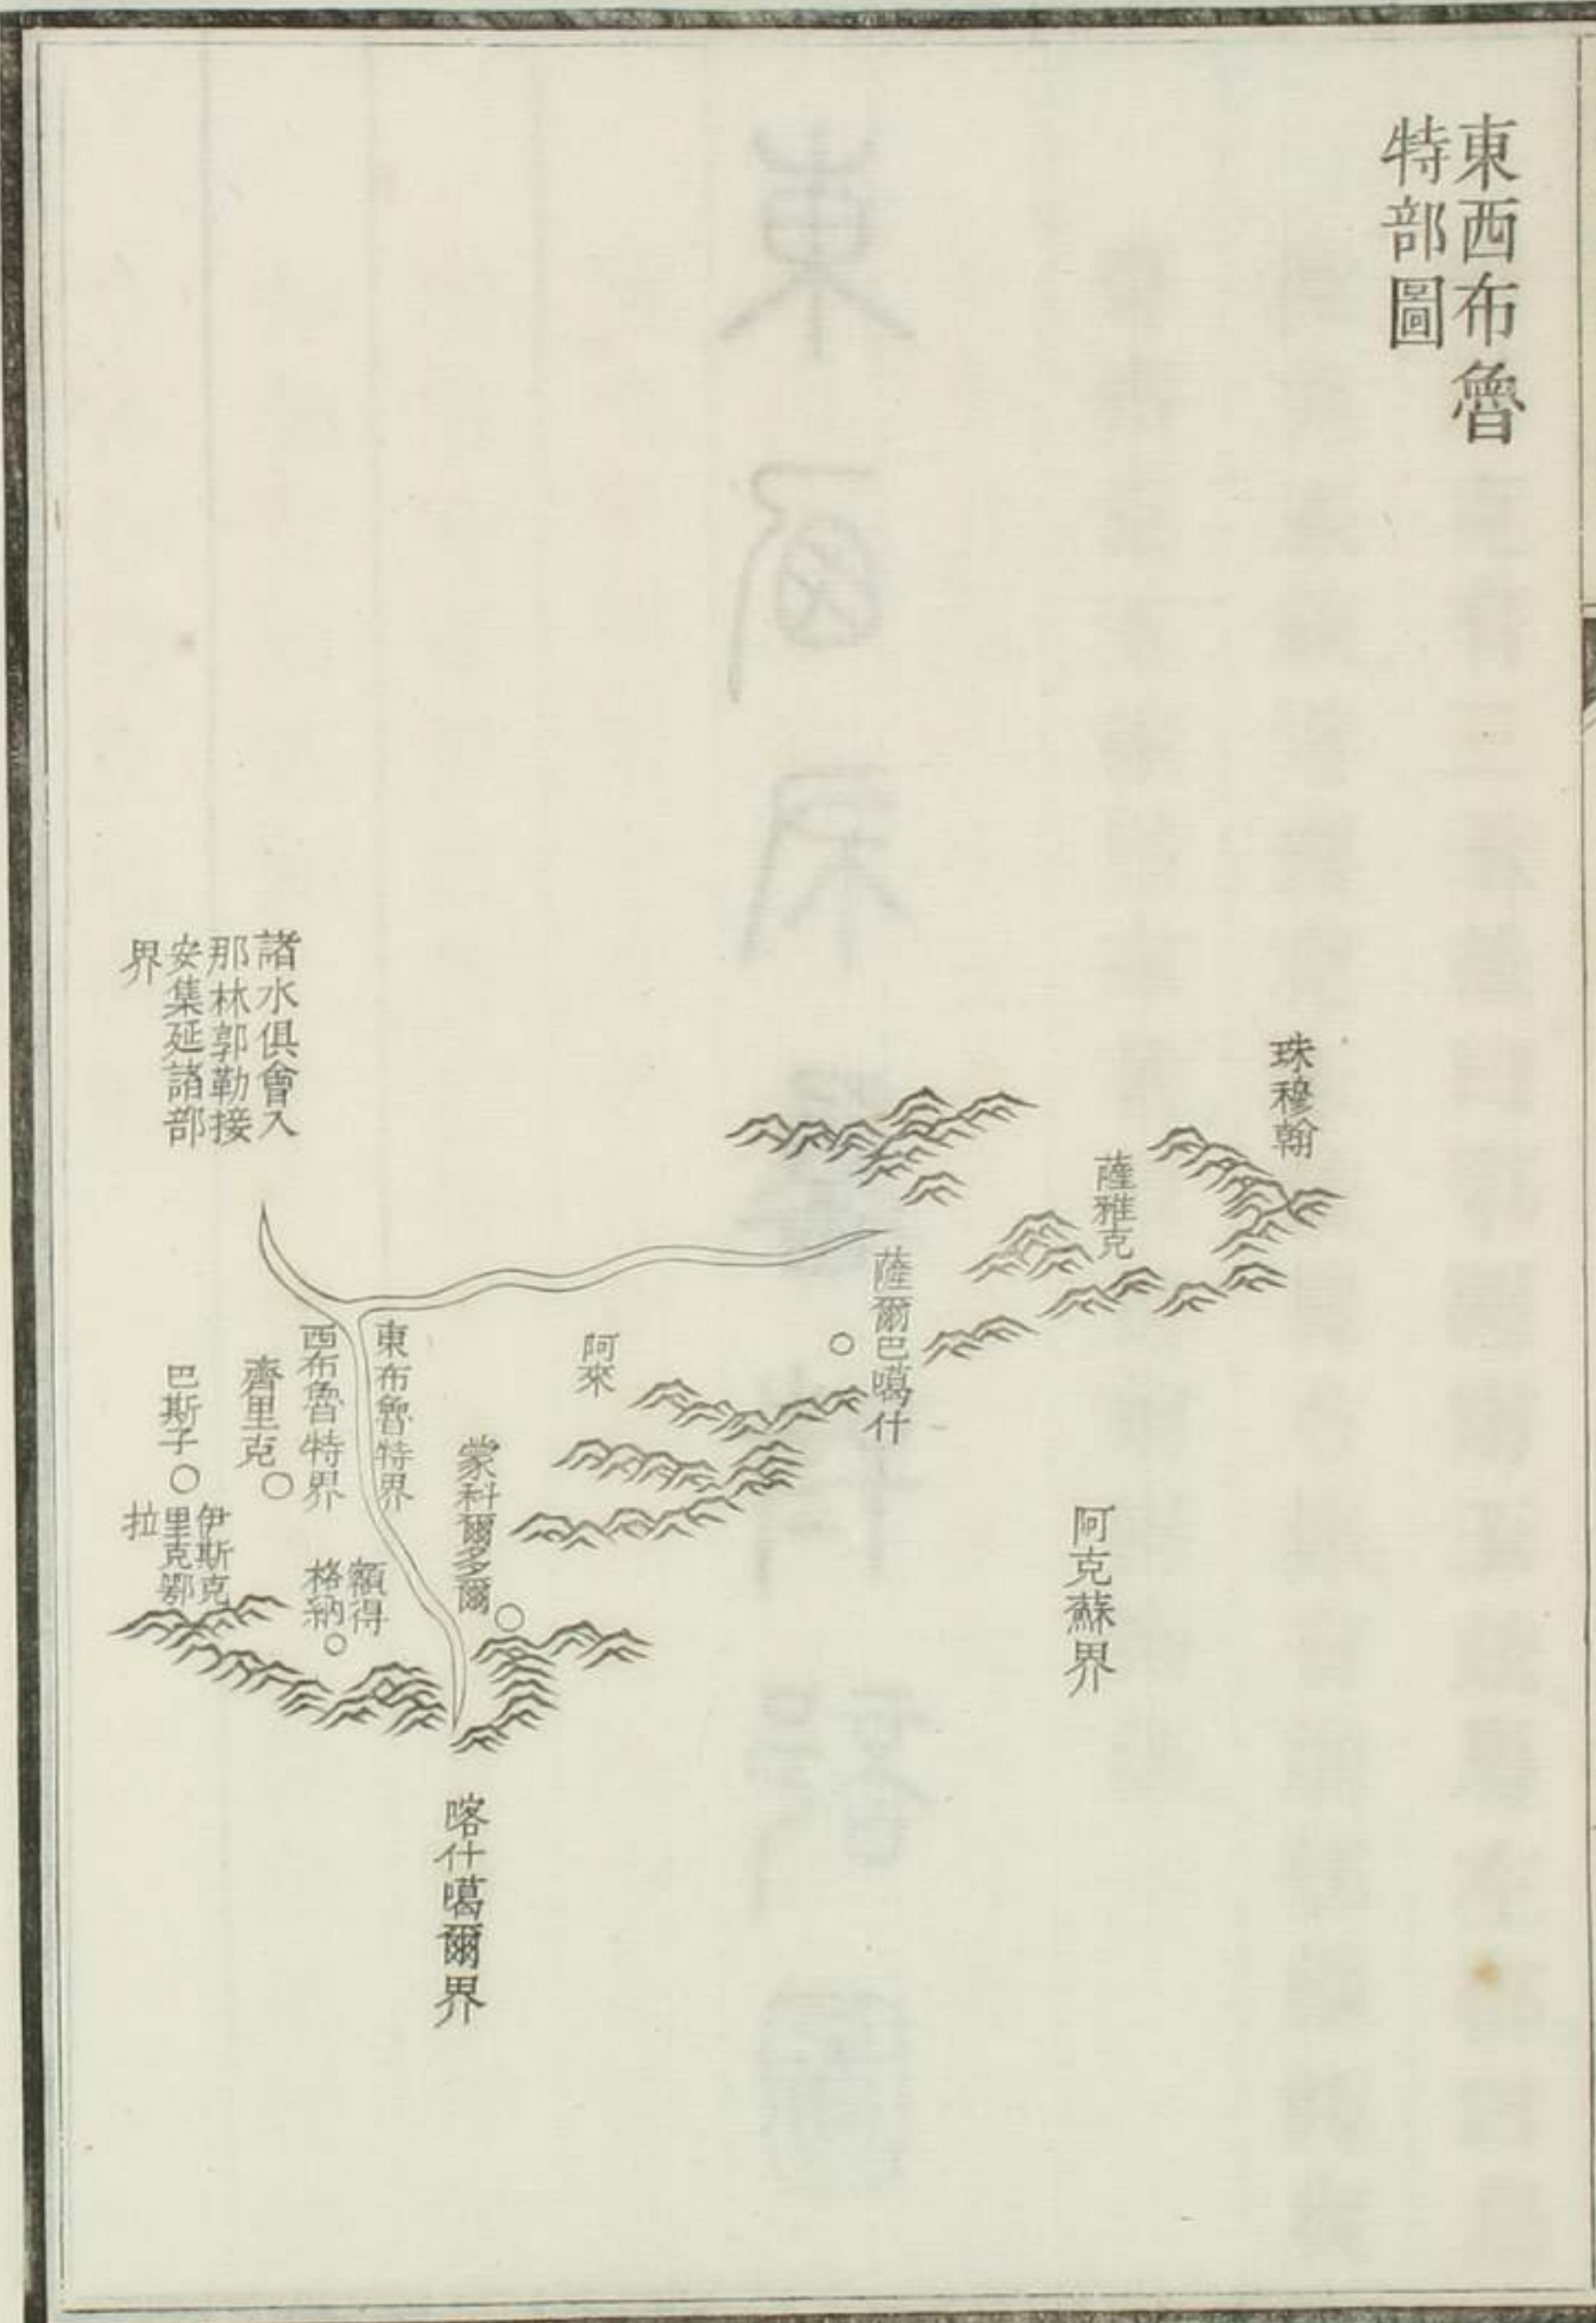 東西布魯
特部圖
珠穆翰
薩雅克
阿克蘇界
薩爾巴噶什
阿來
蒙科爾多爾
喀什噶爾界
東布魯特界
西布魯特界
額得
格納
齊里克
諸水俱會入
那林郭勒接
安集延諸部
界
巴斯子
伊斯克
里克鄂
拉